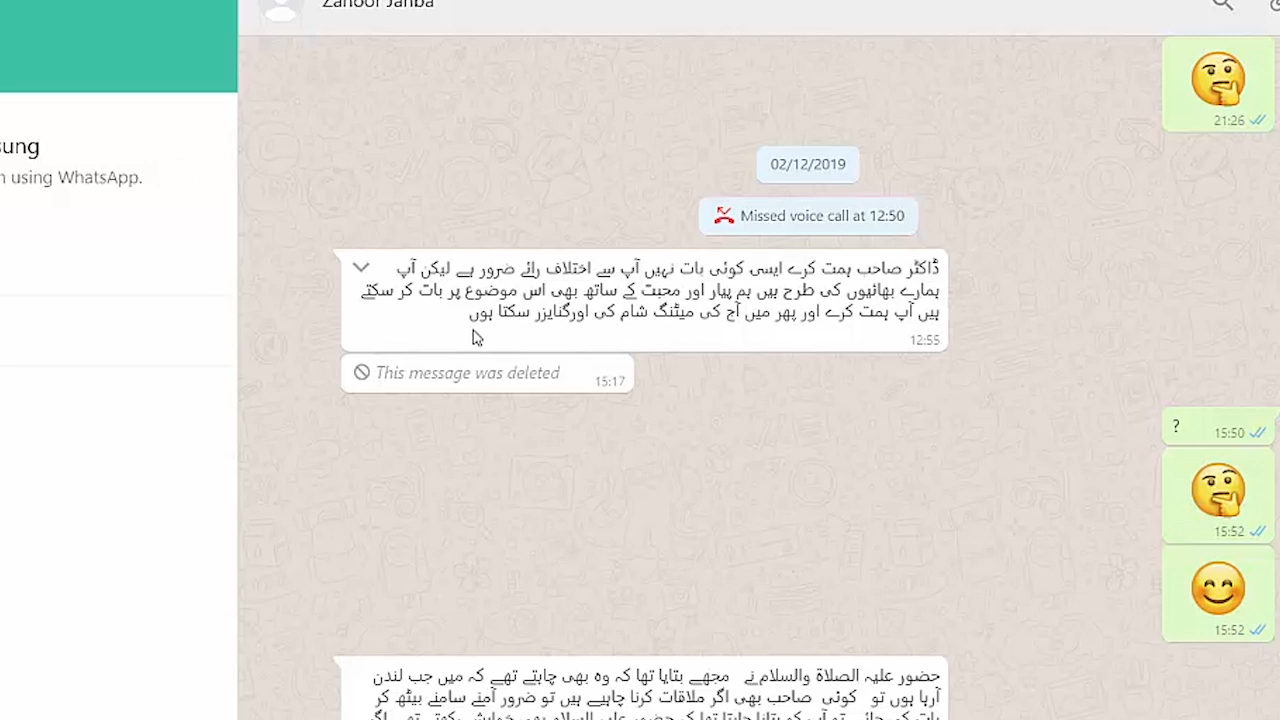 Zahoor Janba
sung
n using WhatsApp.
21:26
02/12/2019
Missed voice call at 12:50
ڈاکٹر صاحب ہمت کرے ایسی کوئی بات نہیں آپ سے اختلاف رائے ضرور ہے لیکن آپ
ہمارے بھائیوں کی طرح ہیں ہم پیار اور محبت کے ساتھ بھی اس موضوع پر بات کر سکتے
ہیں آپ ہمت کرے اور پھر میں آج کی میٹنگ شام کی اورگنایزر سکتا ہوں
12:55
This message was deleted
15:17
?
15:50
15:52
15:52
حضور علیہ الصلاۃ والسلام نے مجھے بتایا تھا کہ وہ بھی چاہتے تھے کہ میں جب لندن
آرہا ہوں تو کوئی صاحب بھی اگر ملاقات کرنا چاہیے ہیں تو ضرور آمنے سامنے بیٹھ کر